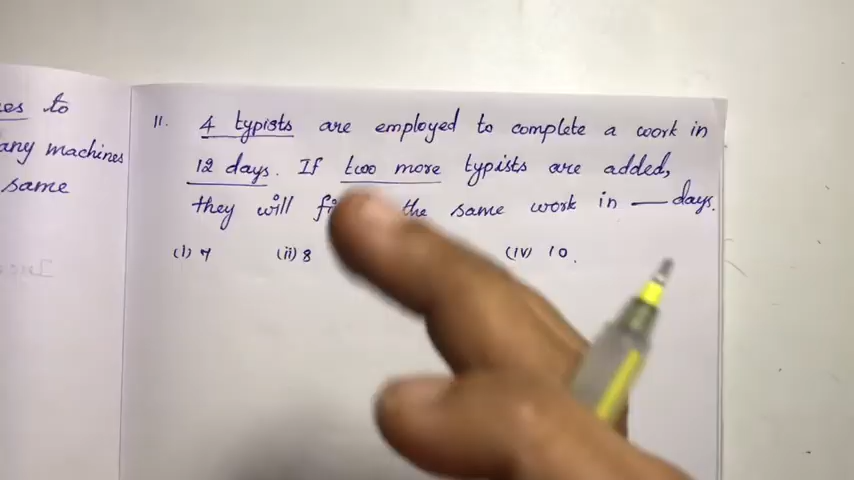 es to
any machines
same
11. 4 typists are employed to complete a work in
12 days. If two more typists are added,
they will the same work in — days.
(i) 7 (ii) 8 (iv) 10.